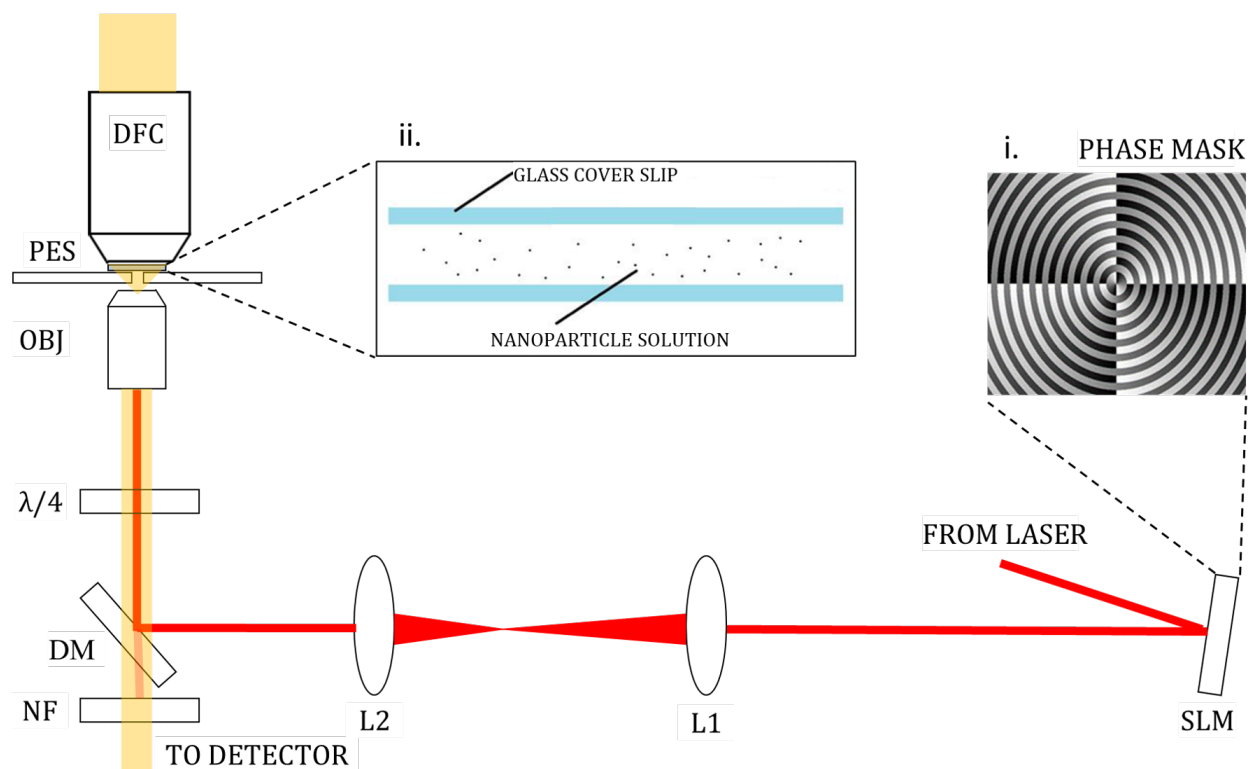 DFC
ii.
GLASS COVER SLIP
NANOPARTICLE SOLUTION
i.
PHASE MASK
PES
OBJ
λ/4
FROM LASER
DM
NF
L2
L1
SLM
TO DETECTOR